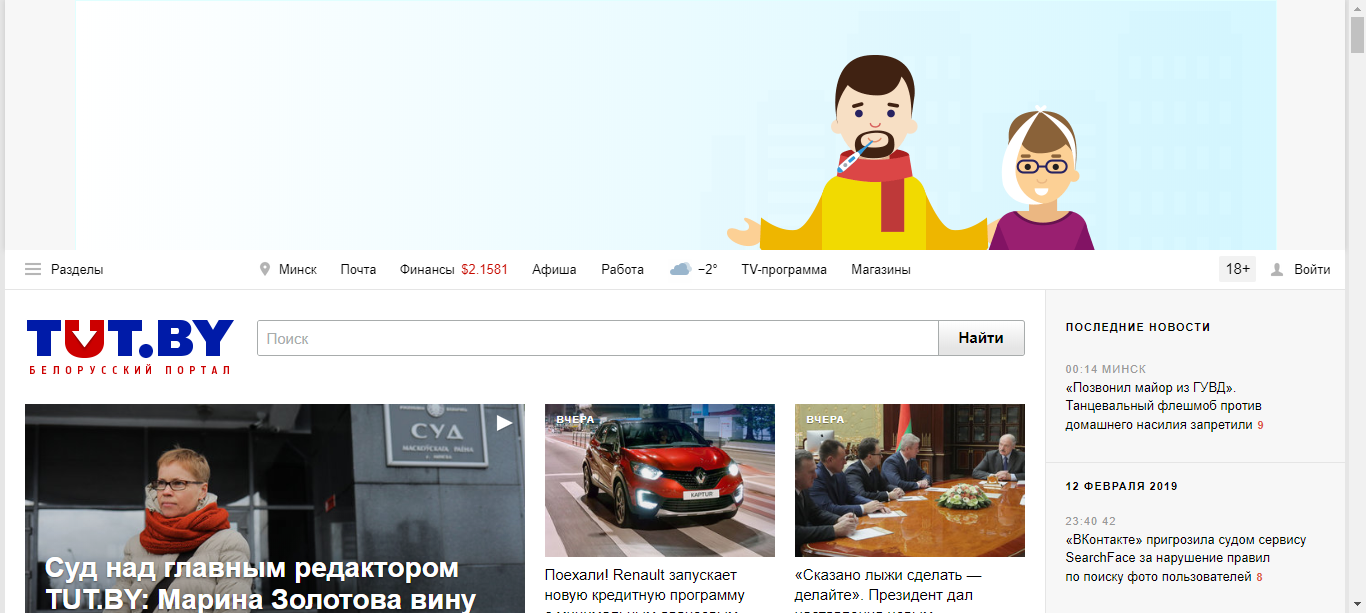 Разделы
Минск
Почта
Финансы $2.1581
Афиша
Работа
−2°
TV-программа
Магазины
18+
Войти
TUT.BY
БЕЛОРУССКИЙ ПОРТАЛ
Поиск
Найти
СУД
Суд над главным редактором
TUT.BY: Марина Золотова вину
ВЧЕРА
KAPTUR
Поехали! Renault запускает
новую кредитную программу
ВЧЕРА
«Сказано лыжи сделать —
делайте». Президент дал
ПОСЛЕДНИЕ НОВОСТИ
00:14 МИНСК
«Позвонил майор из ГУВД».
Танцевальный флешмоб против
домашнего насилия запретили 9
12 ФЕВРАЛЯ 2019
23:40 42
«ВКонтакте» пригрозила судом сервису
SearchFace за нарушение правил
по поиску фото пользователей 8